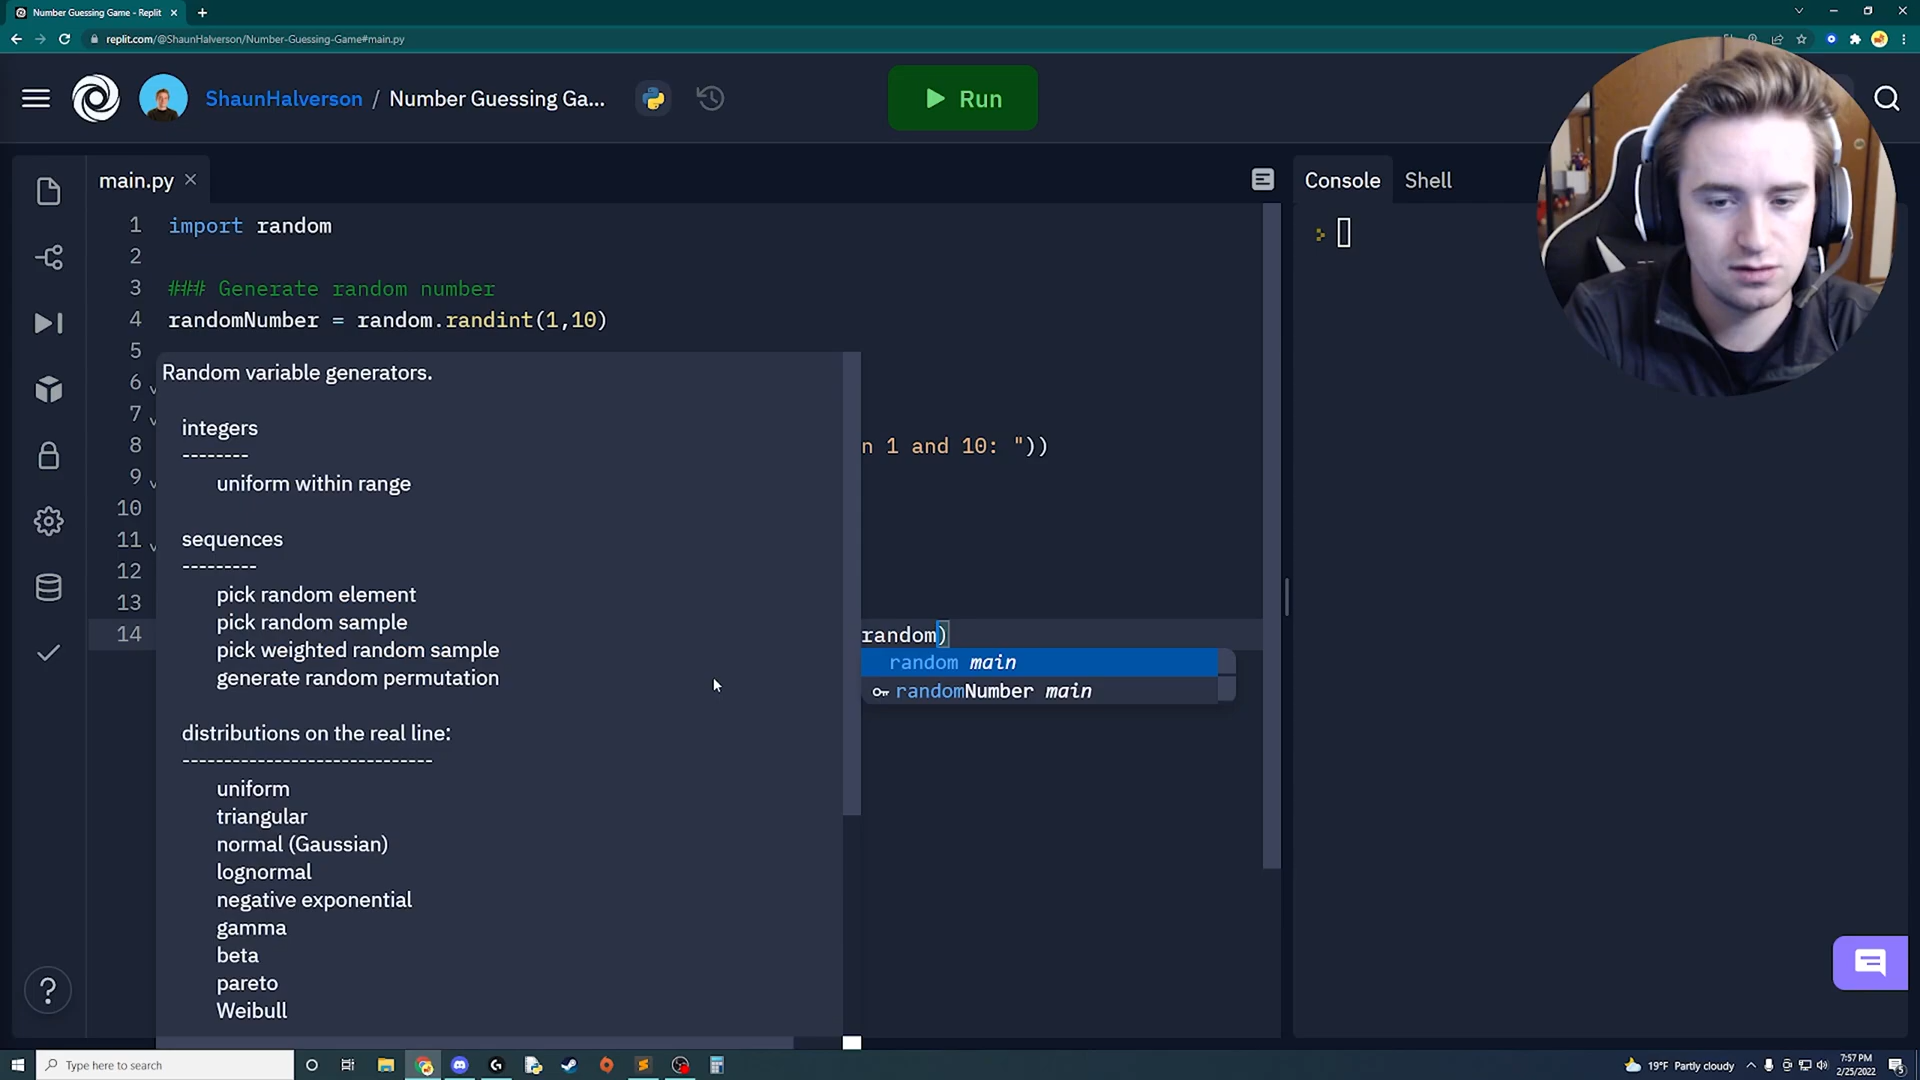 Number Guessing Game - Replit
replit.com/@ShaunHalverson/Number-Guessing-Game#main.py
ShaunHalverson / Number Guessing Ga...
Run
main.py
Console
Shell
1 import random
2
3 ### Generate random number
4 randomNumber = random.randint(1,10)
5
6
7
8 n 1 and 10: "))
9
10
11
12
13
14 random)
Random variable generators.
integers
--------
uniform within range
sequences
---------
pick random element
pick random sample
pick weighted random sample
generate random permutation
distributions on the real line:
------------------------------
uniform
triangular
normal (Gaussian)
lognormal
negative exponential
gamma
beta
pareto
Weibull
random main
randomNumber main
?
Type here to search
19°F Partly cloudy
7:57 PM
2/25/2022
5